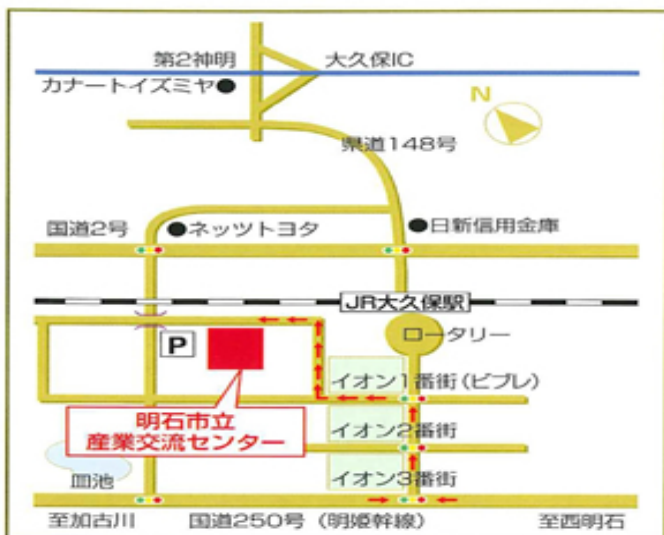 第2神明
大久保IC
カナートイズミヤ
N
県道148号
国道2号
ネッツトヨタ
日新信用金庫
JR大久保駅
P
ロータリー
イオン1番街(ビブレ)
明石市立
産業交流センター
イオン2番街
皿池
イオン3番街
至加古川
国道250号(明姫幹線)
至西明石